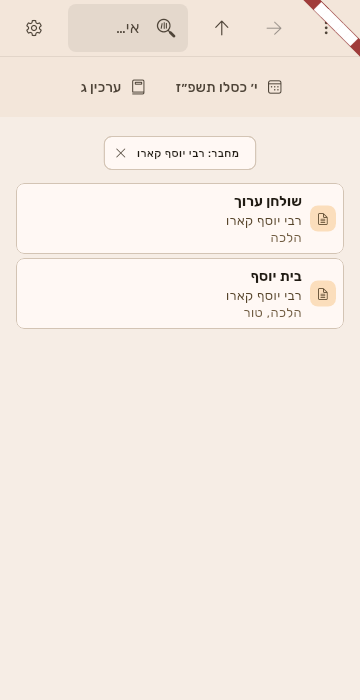 אי...
י׳ כסלו תשפ״ז
ערכין ג
מחבר: רבי יוסף קארו
שולחן ערוך
רבי יוסף קארו
הלכה
בית יוסף
רבי יוסף קארו
הלכה, טור